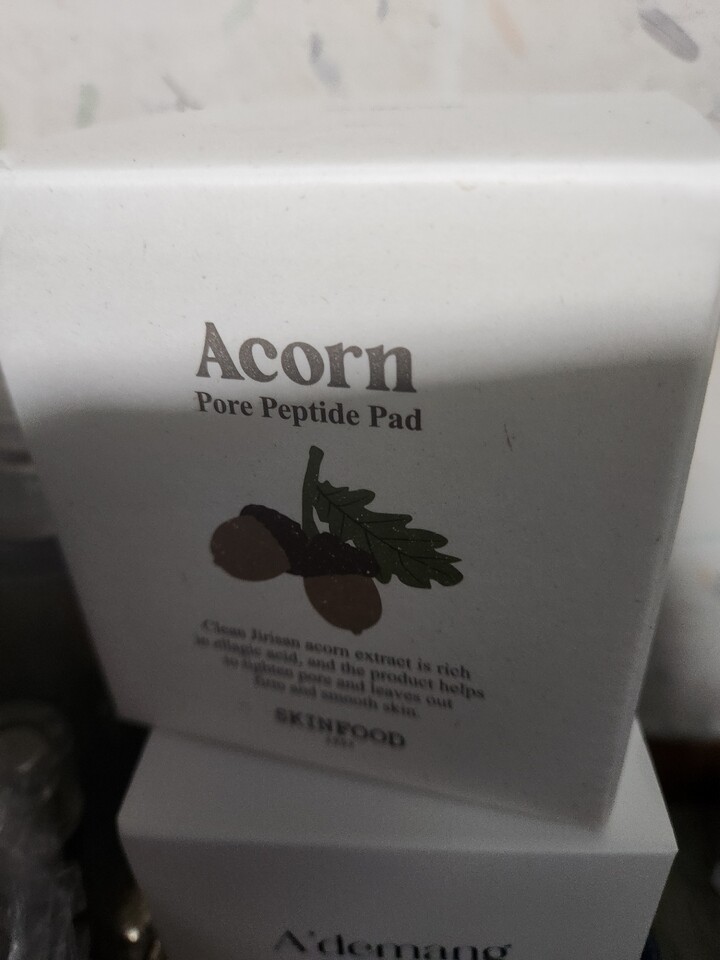 Acorn
Pore Peptide Pad
Clean Jirisan acorn extract is rich
in ellagic acid, and the product helps
to tighten pore and leaves out
firm and smooth skin.
SKINFOOD
A'demang